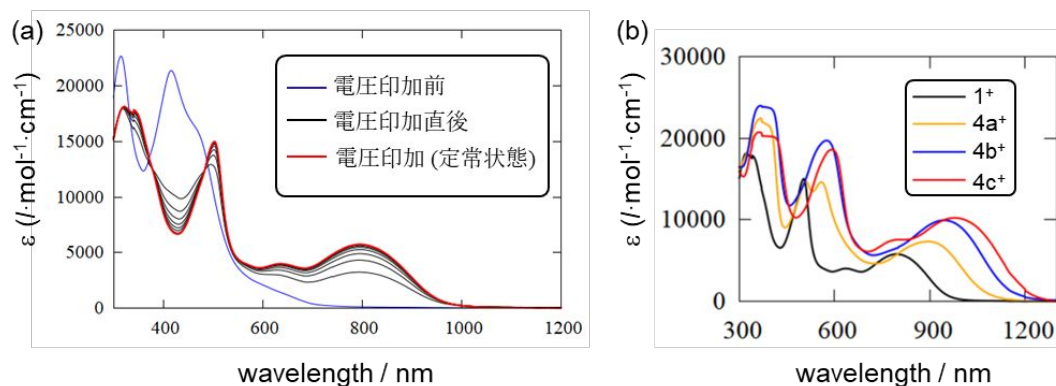 (a)
25000
20000
15000
10000
5000
0
ε (l·mol⁻¹·cm⁻¹)
電圧印加前
電圧印加直後
電圧印加 (定常状態)
400 600 800 1000 1200
wavelength / nm
(b)
30000
20000
10000
0
ε (l·mol⁻¹·cm⁻¹)
1⁺
4a⁺
4b⁺
4c⁺
300 600 900 1200
wavelength / nm